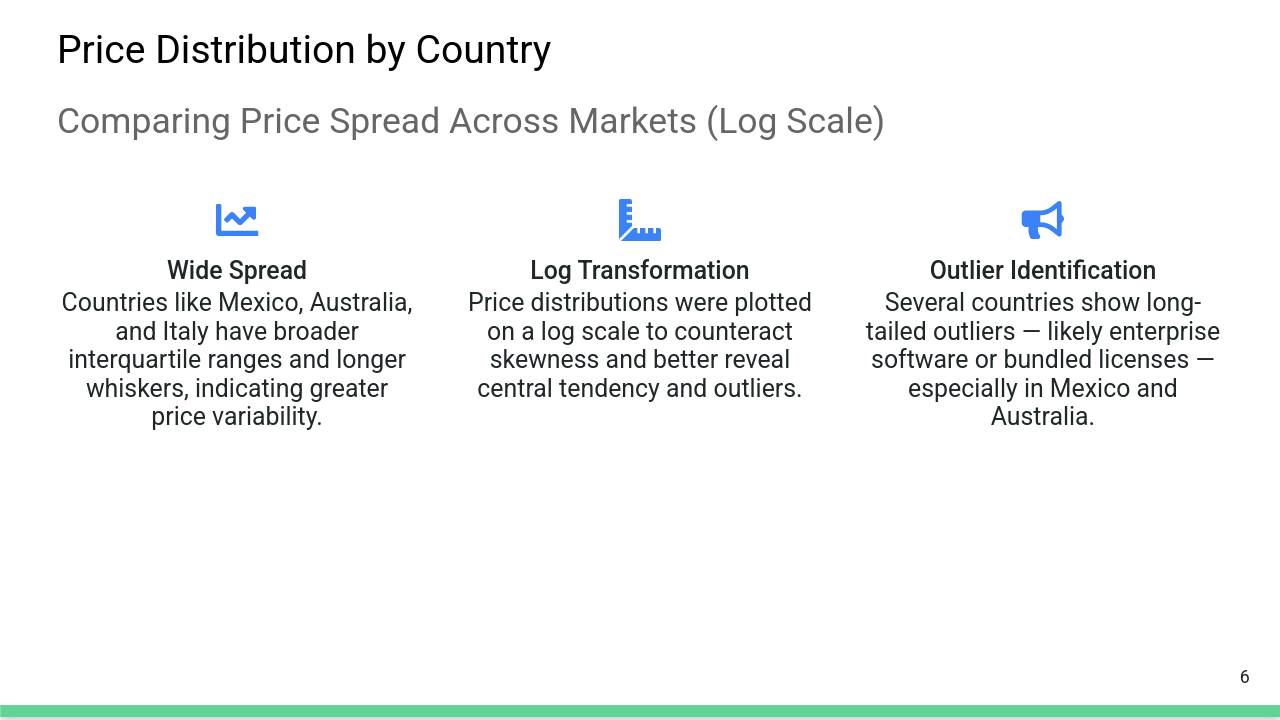 Price Distribution by Country
Comparing Price Spread Across Markets (Log Scale)
Wide Spread
Countries like Mexico, Australia,
and Italy have broader
interquartile ranges and longer
whiskers, indicating greater
price variability.
Log Transformation
Price distributions were plotted
on a log scale to counteract
skewness and better reveal
central tendency and outliers.
Outlier Identification
Several countries show long-
tailed outliers — likely enterprise
software or bundled licenses —
especially in Mexico and
Australia.
6